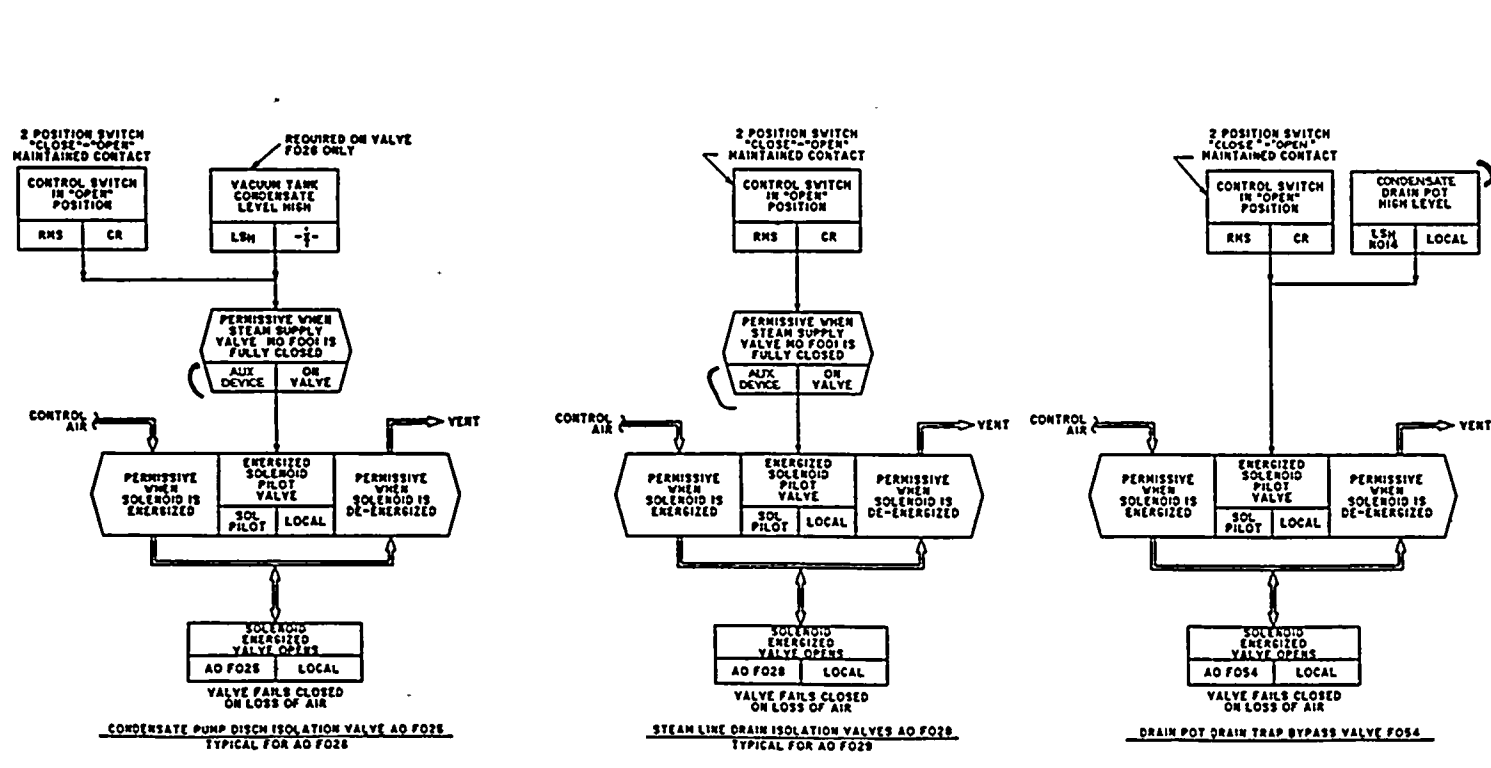 2 POSITION SWITCH
"CLOSE"-"OPEN"
MAINTAINED CONTACT
CONTROL SWITCH
IN "OPEN"
POSITION
RMS
CR
REQUIRED ON VALVE
F026 ONLY
VACUUM TANK
CONDENSATE
LEVEL HIGH
LSH
PERMISSIVE WHEN
STEAM SUPPLY
VALVE MO F001 IS
FULLY CLOSED
AUX
DEVICE
ON
VALVE
CONTROL
AIR
VENT
PERMISSIVE
WHEN
SOLENOID IS
ENERGIZED
ENERGIZED
SOLENOID
PILOT
VALVE
SOL
PILOT
LOCAL
PERMISSIVE
WHEN
SOLENOID IS
DE-ENERGIZED
SOLENOID
ENERGIZED
VALVE OPENS
AO F025
LOCAL
VALVE FAILS CLOSED
ON LOSS OF AIR
CONDENSATE PUMP DISCH ISOLATION VALVE AO F025
TYPICAL FOR AO F026
2 POSITION SWITCH
"CLOSE"-"OPEN"
MAINTAINED CONTACT
CONTROL SWITCH
IN "OPEN"
POSITION
RMS
CR
PERMISSIVE WHEN
STEAM SUPPLY
VALVE MO F001 IS
FULLY CLOSED
AUX
DEVICE
ON
VALVE
CONTROL
AIR
VENT
PERMISSIVE
WHEN
SOLENOID IS
ENERGIZED
ENERGIZED
SOLENOID
PILOT
VALVE
SOL
PILOT
LOCAL
PERMISSIVE
WHEN
SOLENOID IS
DE-ENERGIZED
SOLENOID
ENERGIZED
VALVE OPENS
AO F028
LOCAL
VALVE FAILS CLOSED
ON LOSS OF AIR
STEAM LINE DRAIN ISOLATION VALVES AO F028
TYPICAL FOR AO F029
2 POSITION SWITCH
"CLOSE"-"OPEN"
MAINTAINED CONTACT
CONTROL SWITCH
IN "OPEN"
POSITION
RMS
CR
CONDENSATE
DRAIN POT
HIGH LEVEL
LSH
N014
LOCAL
CONTROL
AIR
VENT
PERMISSIVE
WHEN
SOLENOID IS
ENERGIZED
ENERGIZED
SOLENOID
PILOT
VALVE
SOL
PILOT
LOCAL
PERMISSIVE
WHEN
SOLENOID IS
DE-ENERGIZED
SOLENOID
ENERGIZED
VALVE OPENS
AO F054
LOCAL
VALVE FAILS CLOSED
ON LOSS OF AIR
DRAIN POT DRAIN TRAP BYPASS VALVE F054